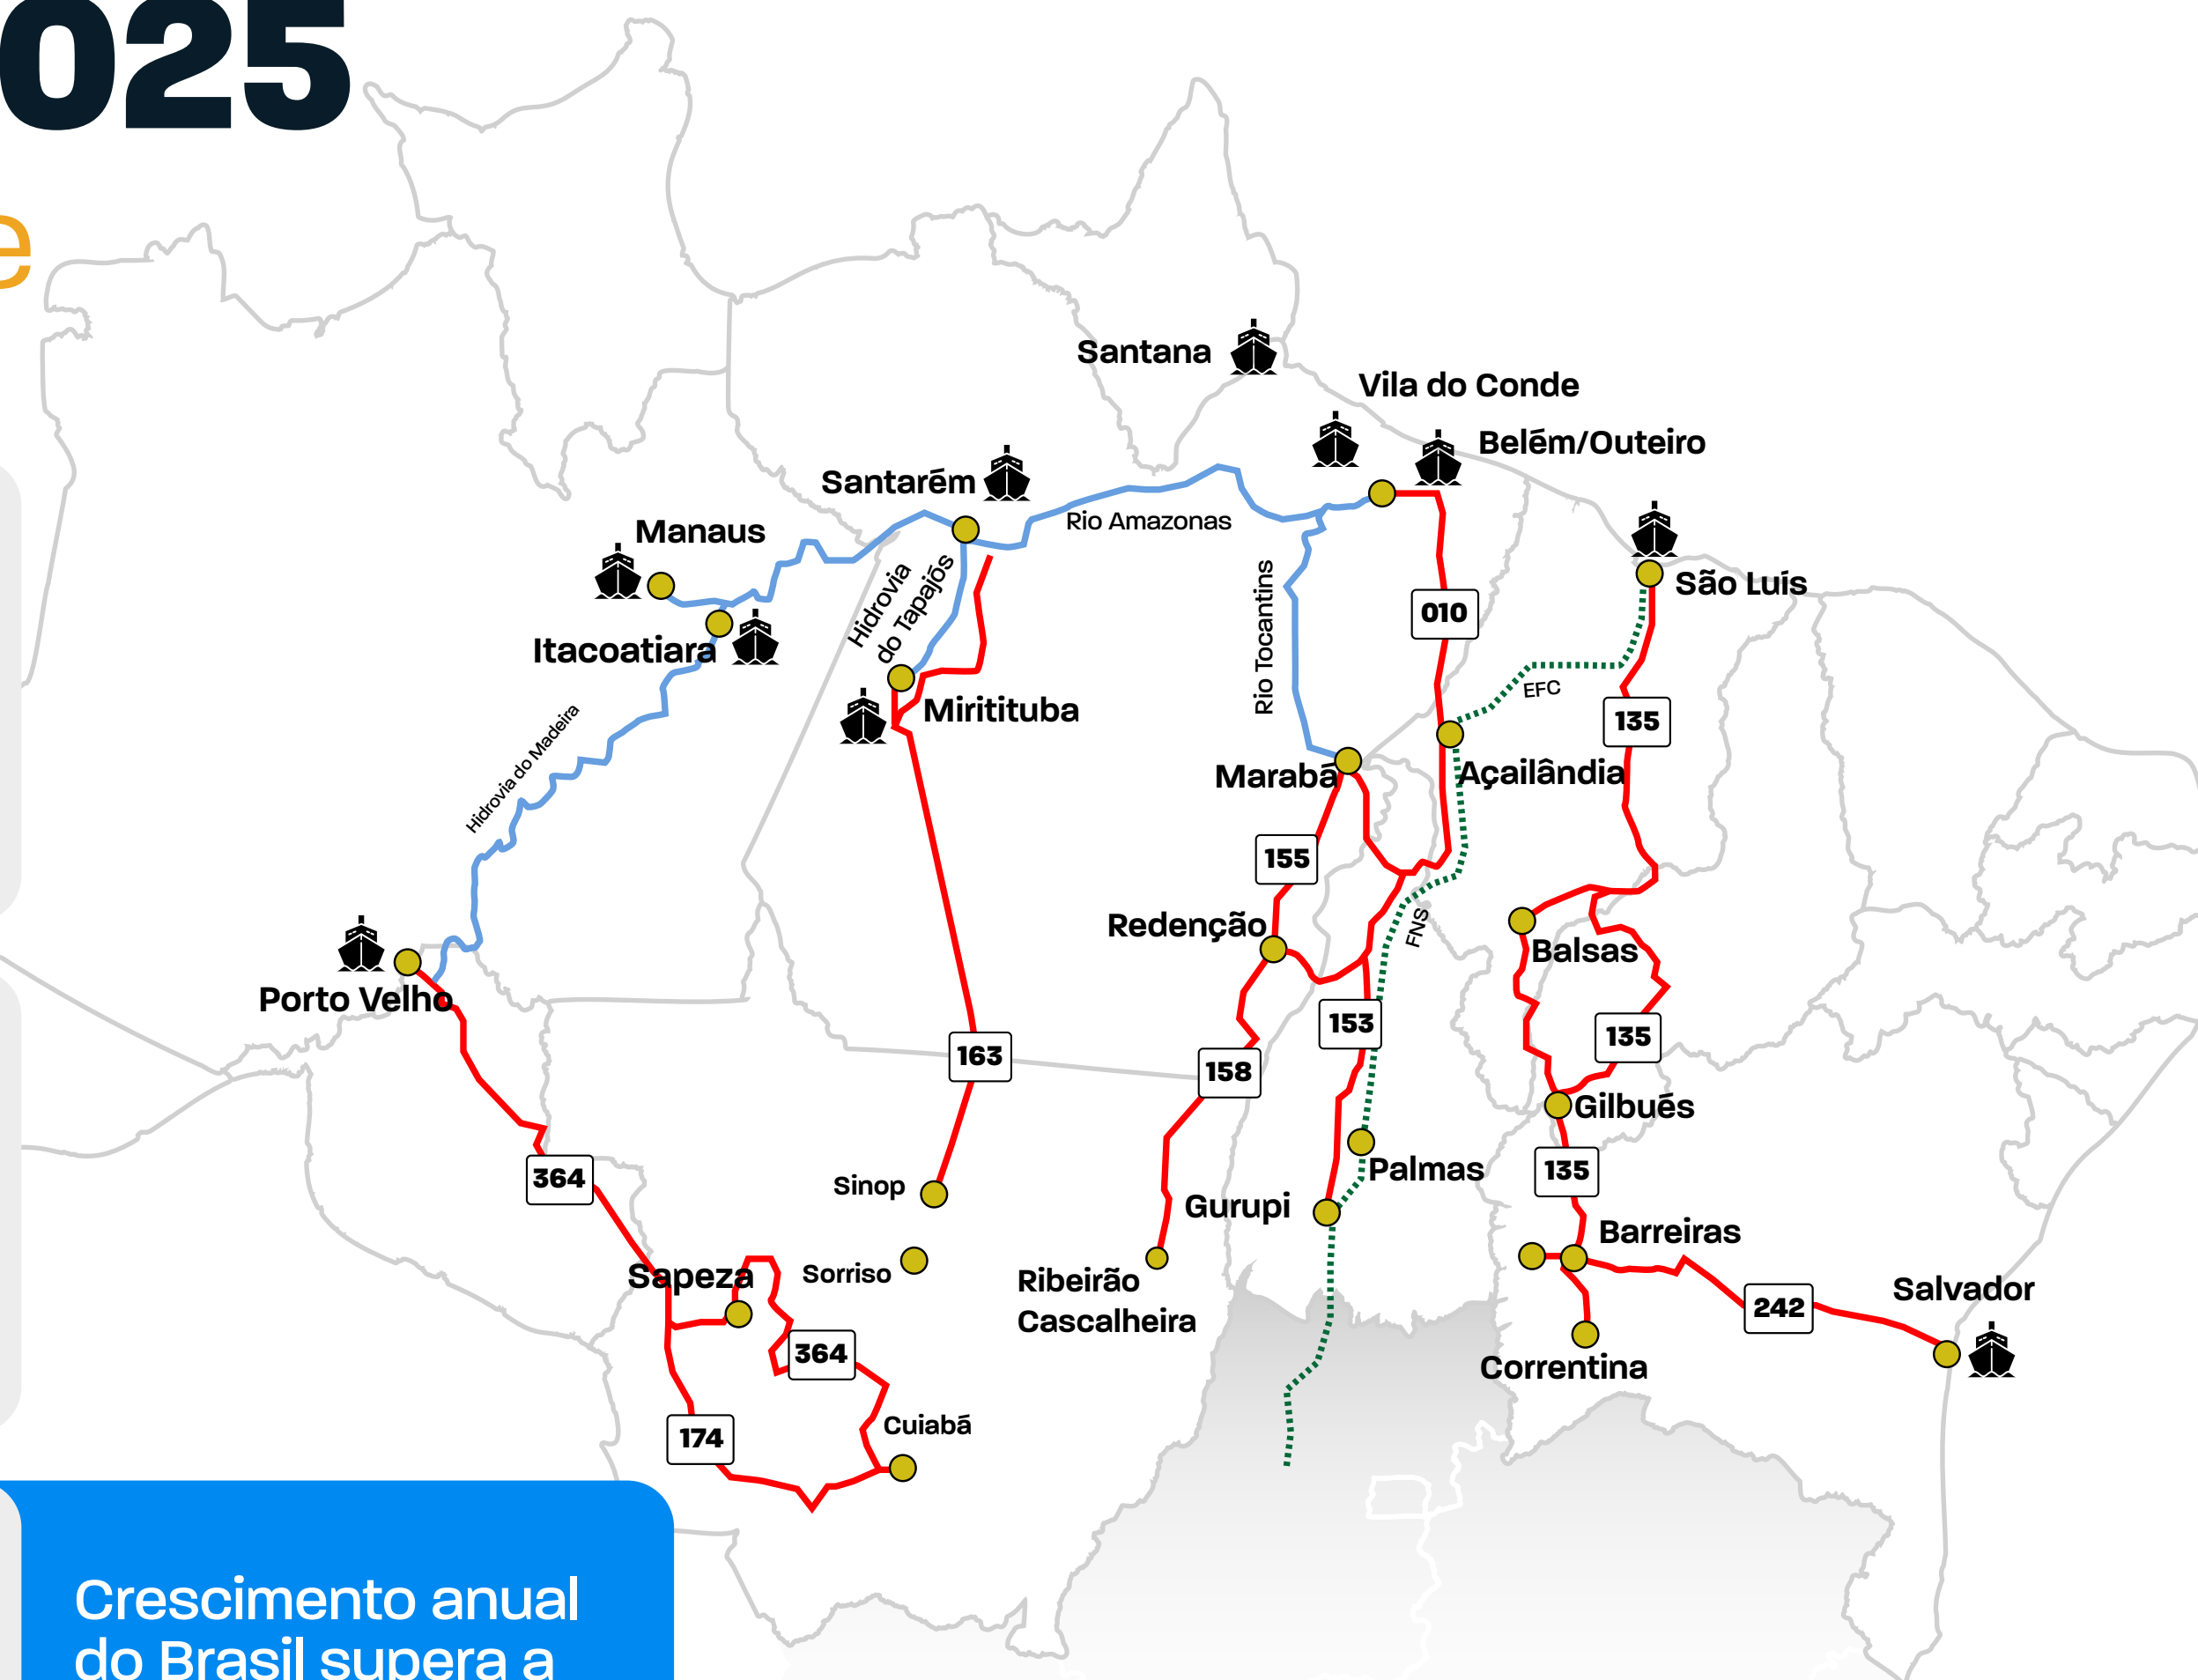 025
e
Santana
Vila do Conde
Belém/Outeiro
Santarém
Rio Amazonas
Manaus
São Luís
Hidrovia
do Tapajós
Rio Tocantins
010
Itacoatiara
EFC
Miritituba
135
Hidrovia do Madeira
Marabá
Açailândia
155
Redenção
FNS
Balsas
Porto Velho
153
135
163
158
Gilbués
364
Sinop
Palmas
135
Gurupi
Barreiras
Sapeza
Sorriso
Ribeirão
Cascalheira
242
Salvador
364
Correntina
174
Cuiabá
Crescimento anual
do Brasil supera a